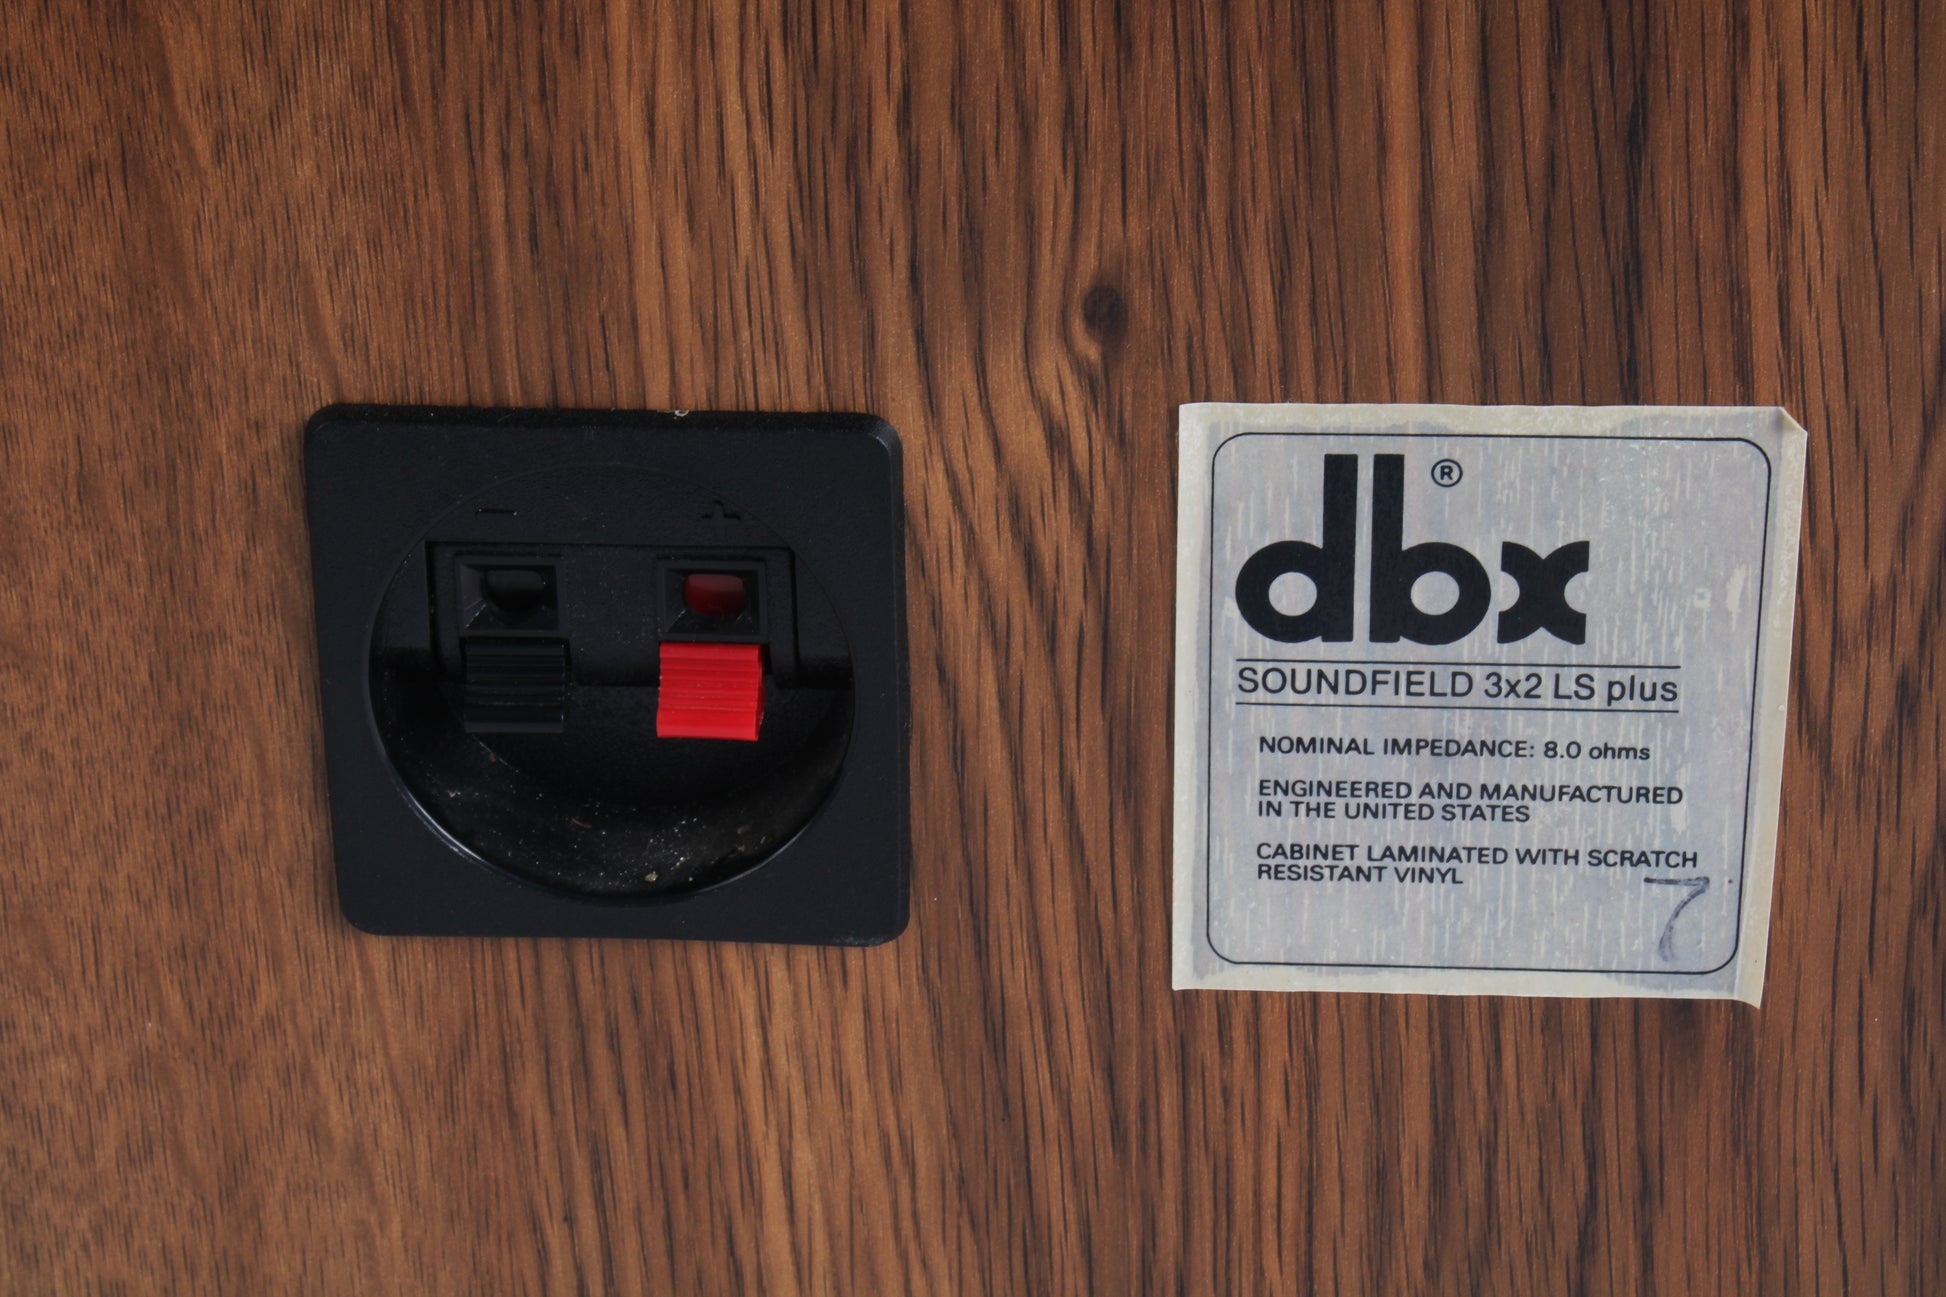 - +
dbx®
SOUNDFIELD 3x2 LS plus
NOMINAL IMPEDANCE: 8.0 ohms
ENGINEERED AND MANUFACTURED
IN THE UNITED STATES
CABINET LAMINATED WITH SCRATCH
RESISTANT VINYL
7